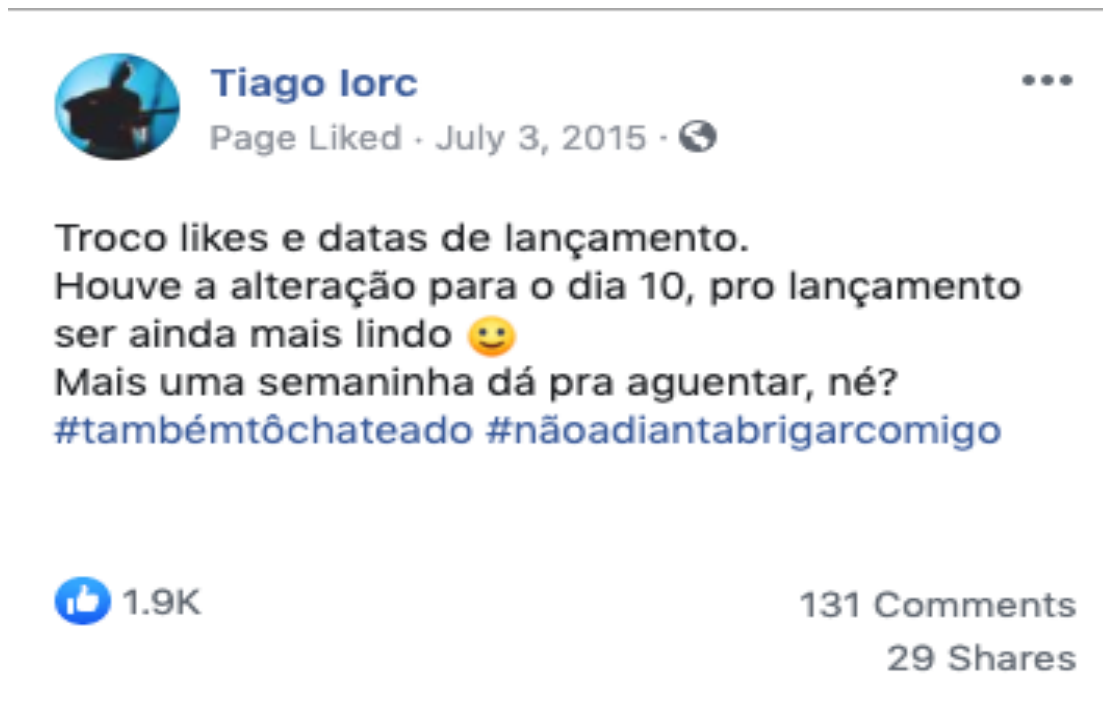 Tiago Iorc
Page Liked · July 3, 2015 ·
Troco likes e datas de lançamento.
Houve a alteração para o dia 10, pro lançamento
ser ainda mais lindo 🙂
Mais uma semaninha dá pra aguentar, né?
#tambémtôchateado #nãoadiantabrigarcomigo
1.9K
131 Comments
29 Shares